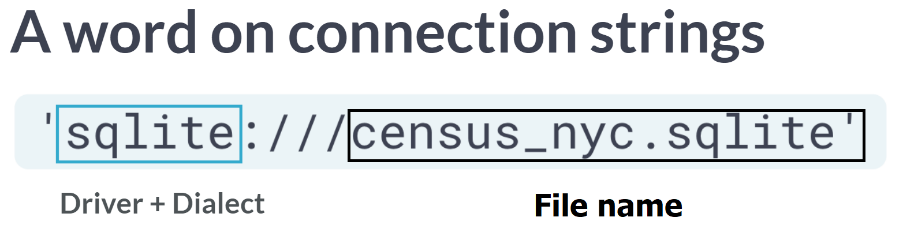 A word on connection strings
'sqlite:///census_nyc.sqlite'
Driver + Dialect
File name